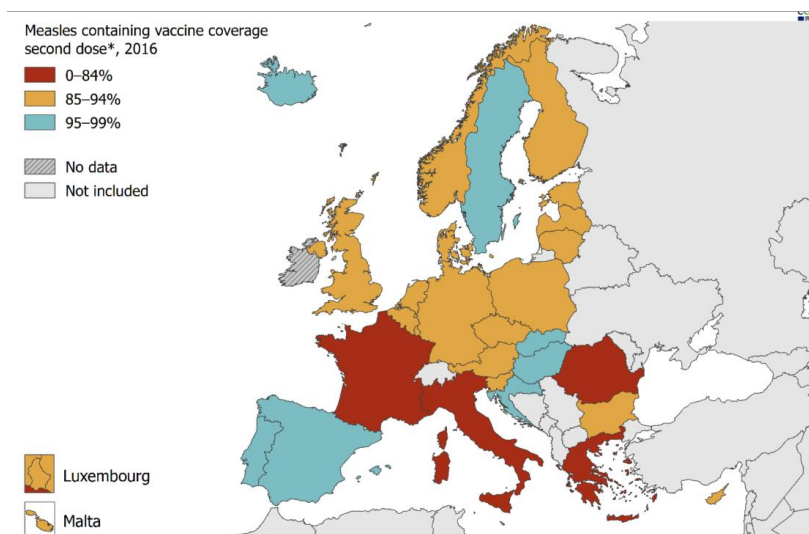 Measles containing vaccine coverage
second dose*, 2016
0–84%
85–94%
95–99%
No data
Not included
Luxembourg
Malta